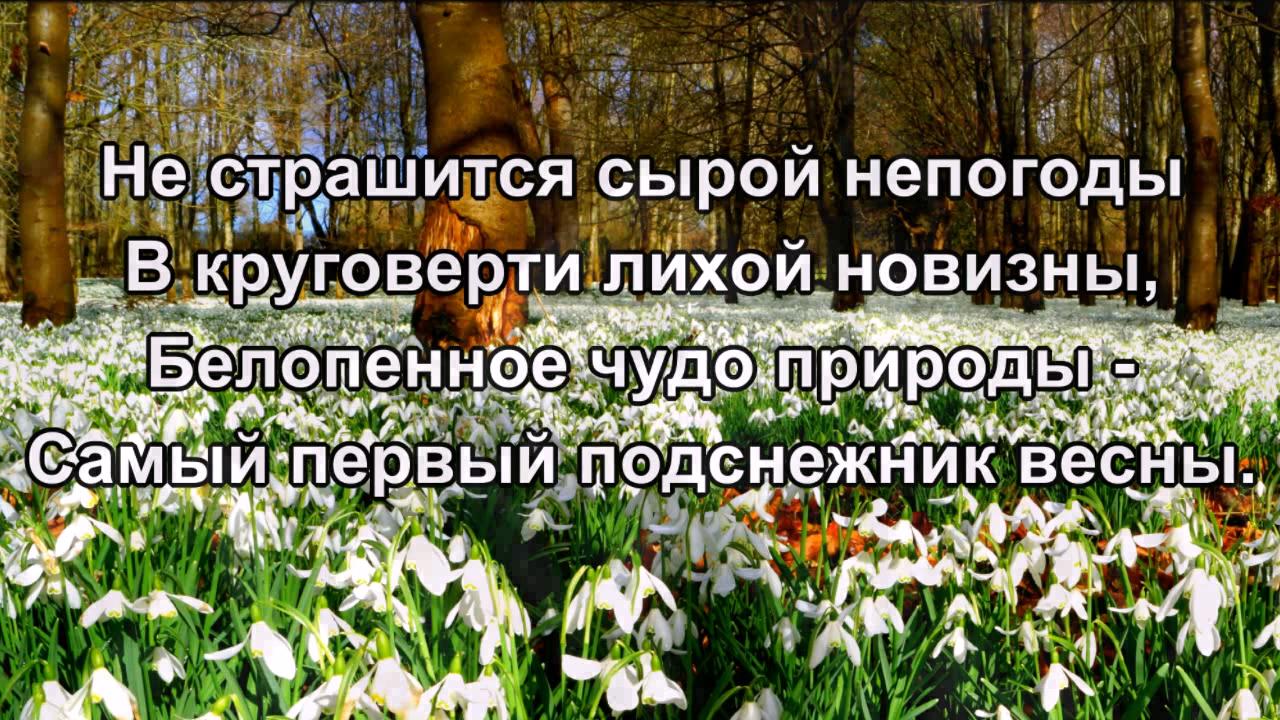 Не страшится сырой непогоды
В круговерти лихой новизны,
Белопенное чудо природы -
Самый первый подснежник весны.